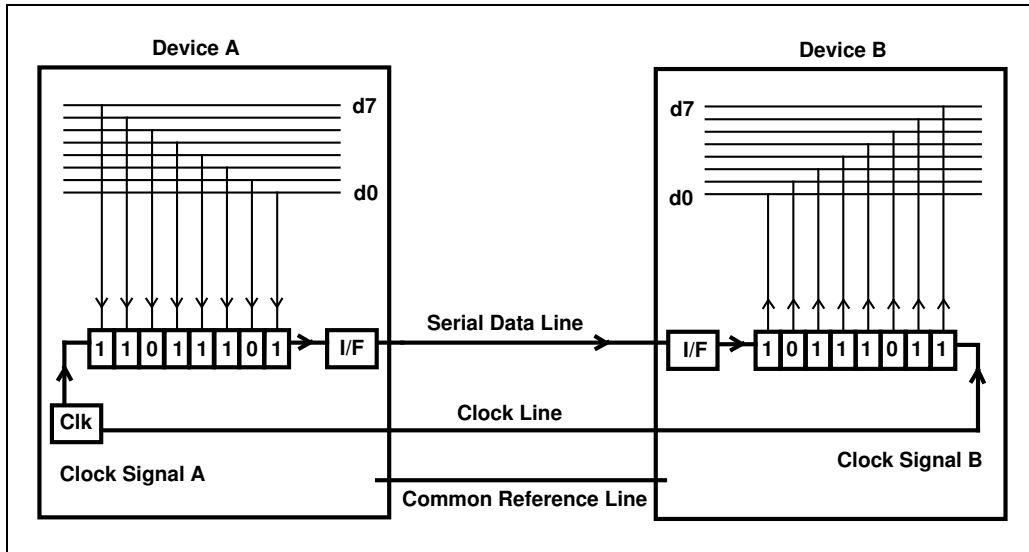 Device A
Device B
d7
d0
d7
d0
1 1 0 1 1 1 0 1
I/F
Serial Data Line
I/F
1 0 1 1 1 0 1 1
Clk
Clock Line
Clock Signal A
Clock Signal B
Common Reference Line